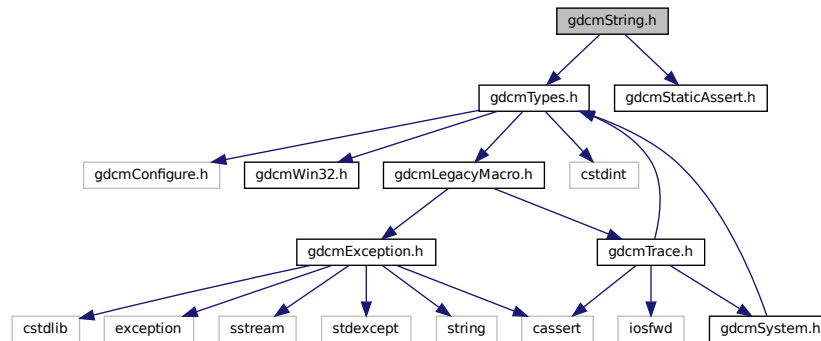 gdcmString.h
gdcmTypes.h
gdcmStaticAssert.h
gdcmConfigure.h
gdcmWin32.h
gdcmLegacyMacro.h
cstdint
gdcmException.h
gdcmTrace.h
cstdlib
exception
sstream
stdexcept
string
cassert
iosfwd
gdcmSystem.h